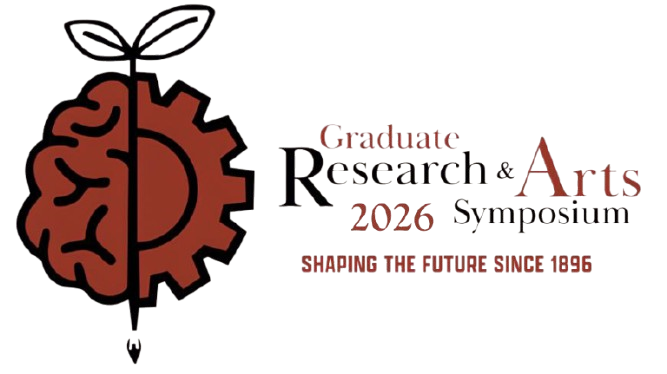 Graduate
Research & Arts
2026 Symposium
SHAPING THE FUTURE SINCE 1896